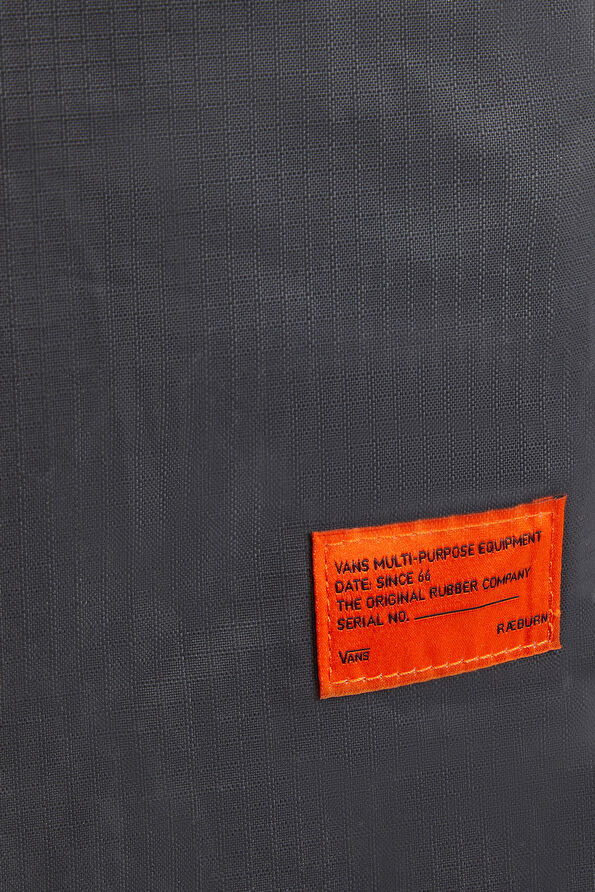 VANS MULTI-PURPOSE EQUIPMENT
DATE: SINCE 66
THE ORIGINAL RUBBER COMPANY
SERIAL NO.
RÆBURN
VANS